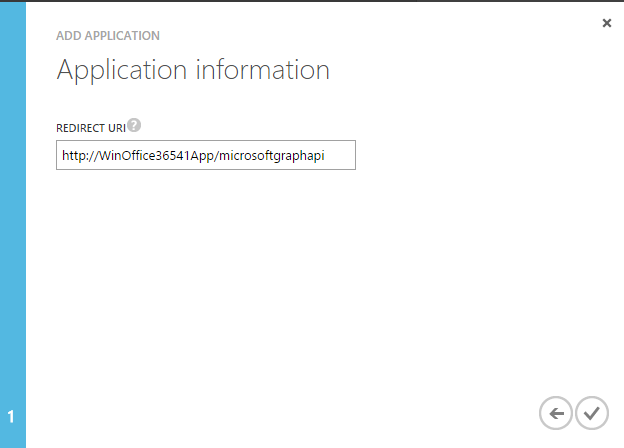 ADD APPLICATION
Application information
REDIRECT URI ?
http://WinOffice36541App/microsoftgraphapi
1